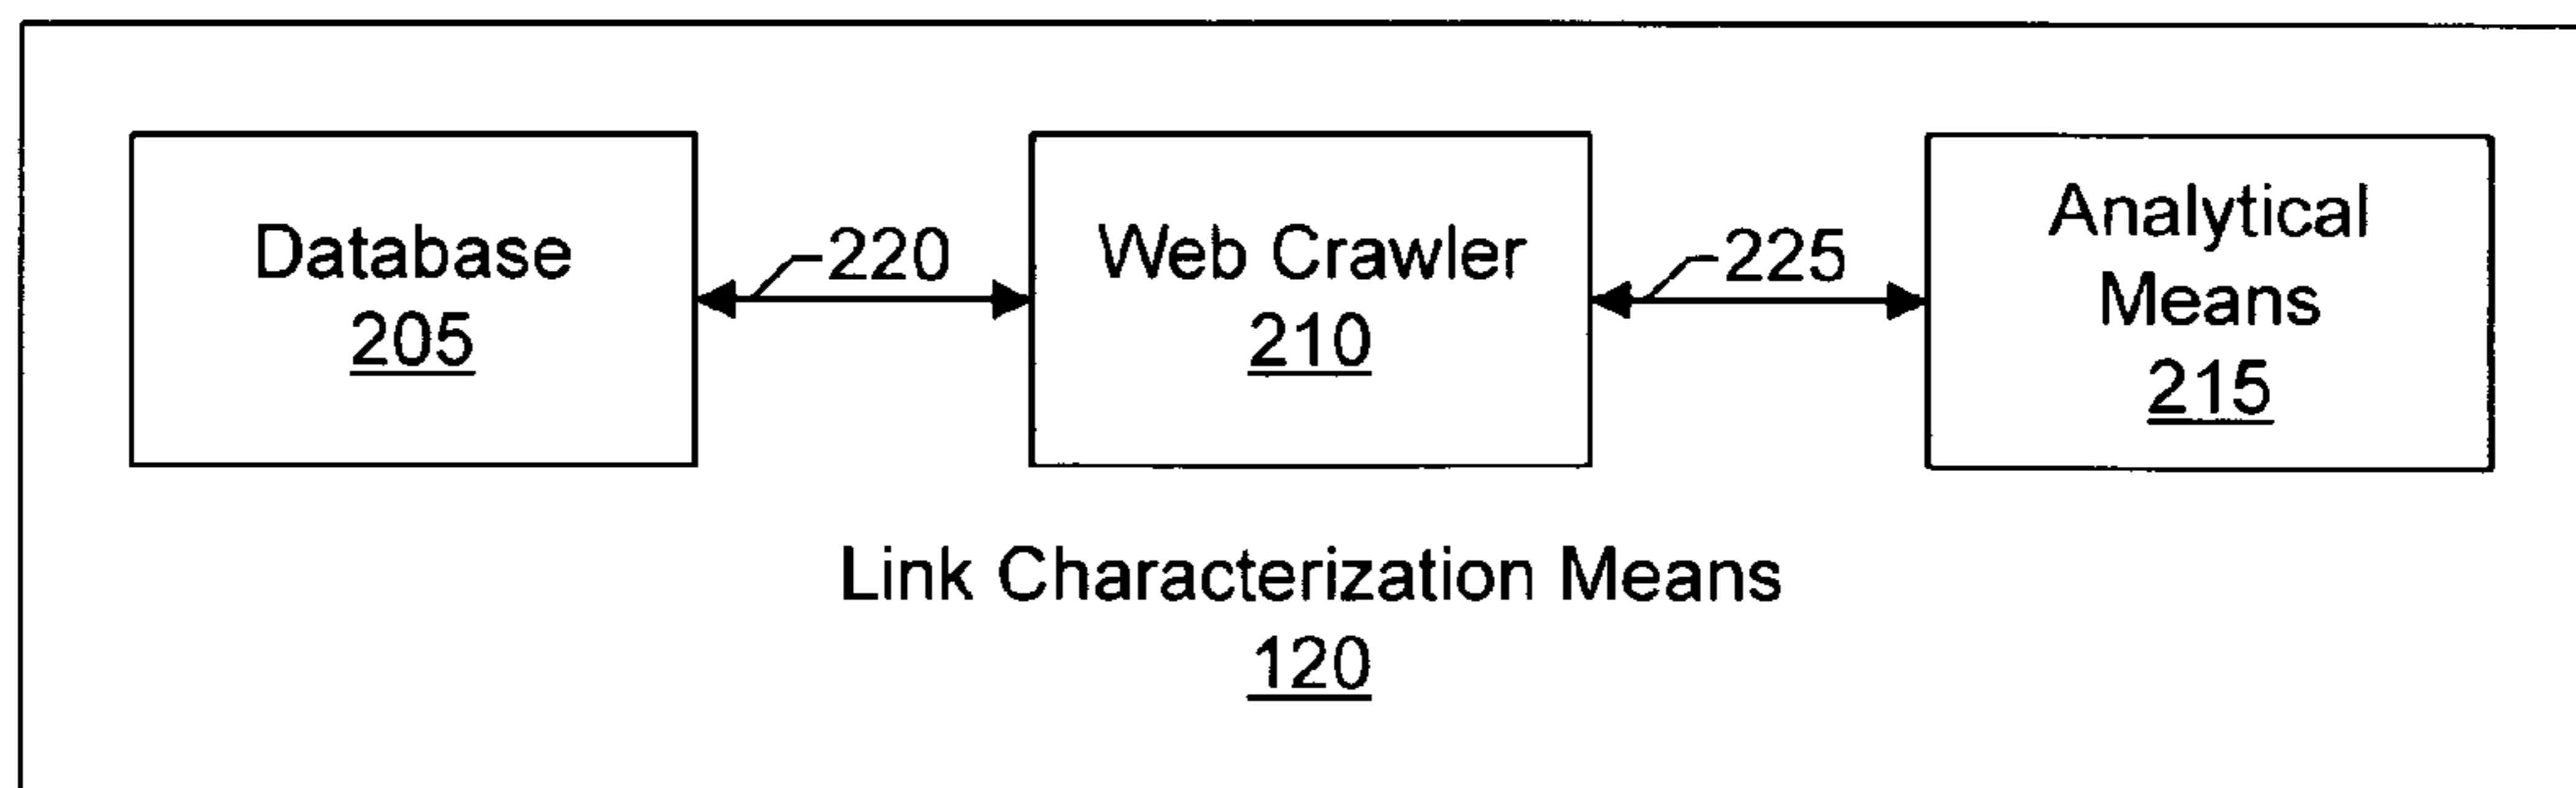 Database
205
220
Web Crawler
210
225
Analytical
Means
215
Link Characterization Means
120